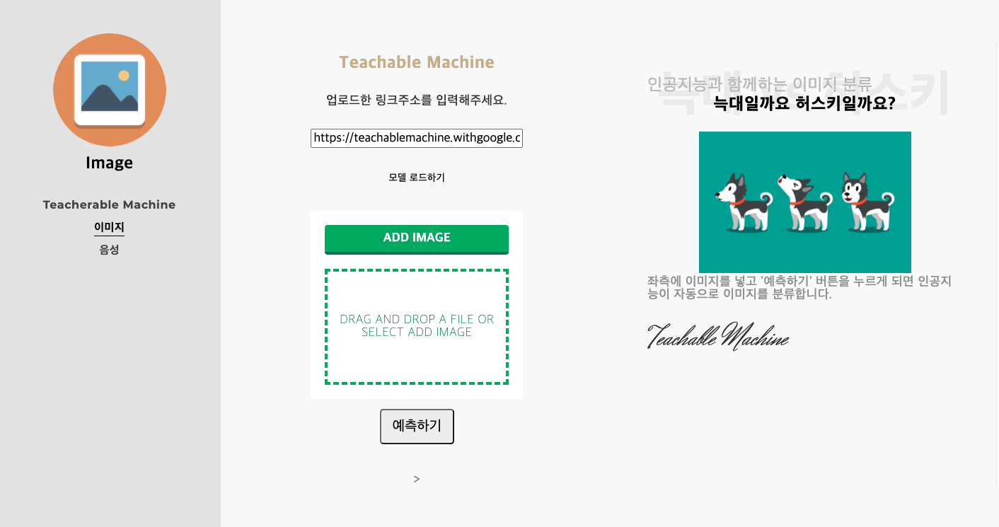 Image
Teacherable Machine
이미지
음성
Teachable Machine
업로드한 링크주소를 입력해주세요.
https://teachablemachine.withgoogle.c
모델 로드하기
ADD IMAGE
DRAG AND DROP A FILE OR
SELECT ADD IMAGE
예측하기
>
늑대 VS 허스키
인공지능과 함께하는 이미지 분류
늑대일까요 허스키일까요?
좌측에 이미지를 넣고 '예측하기' 버튼을 누르게 되면 인공지
능이 자동으로 이미지를 분류합니다.
Teachable Machine